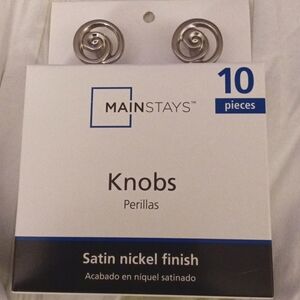 10
pieces
MAINSTAYS™
Knobs
Perillas
Satin nickel finish
Acabado en níquel satinado